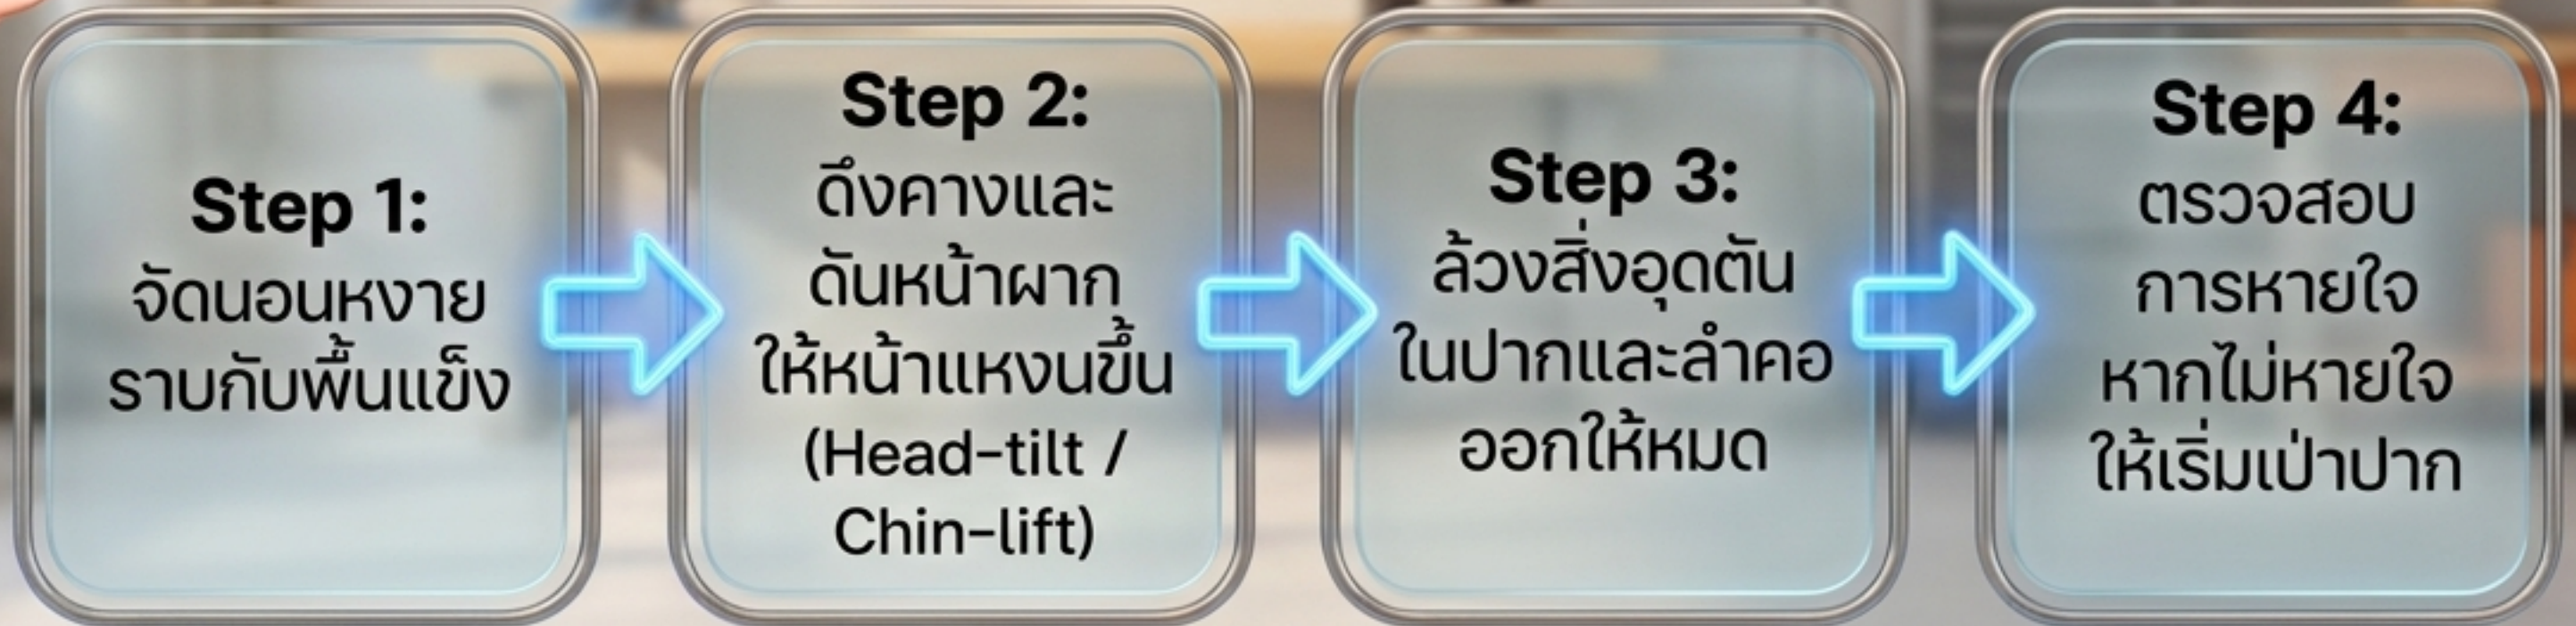 Step 1:
จัดนอนหงาย
ราบกับพื้นแข็ง
Step 2:
ดึงคางและ
ดันหน้าผาก
ให้หน้าแหงนขึ้น
(Head-tilt /
Chin-lift)
Step 3:
ล้วงสิ่งอุดตัน
ในปากและลำคอ
ออกให้หมด
Step 4:
ตรวจสอบ
การหายใจ
หากไม่หายใจ
ให้เริ่มเป่าปาก